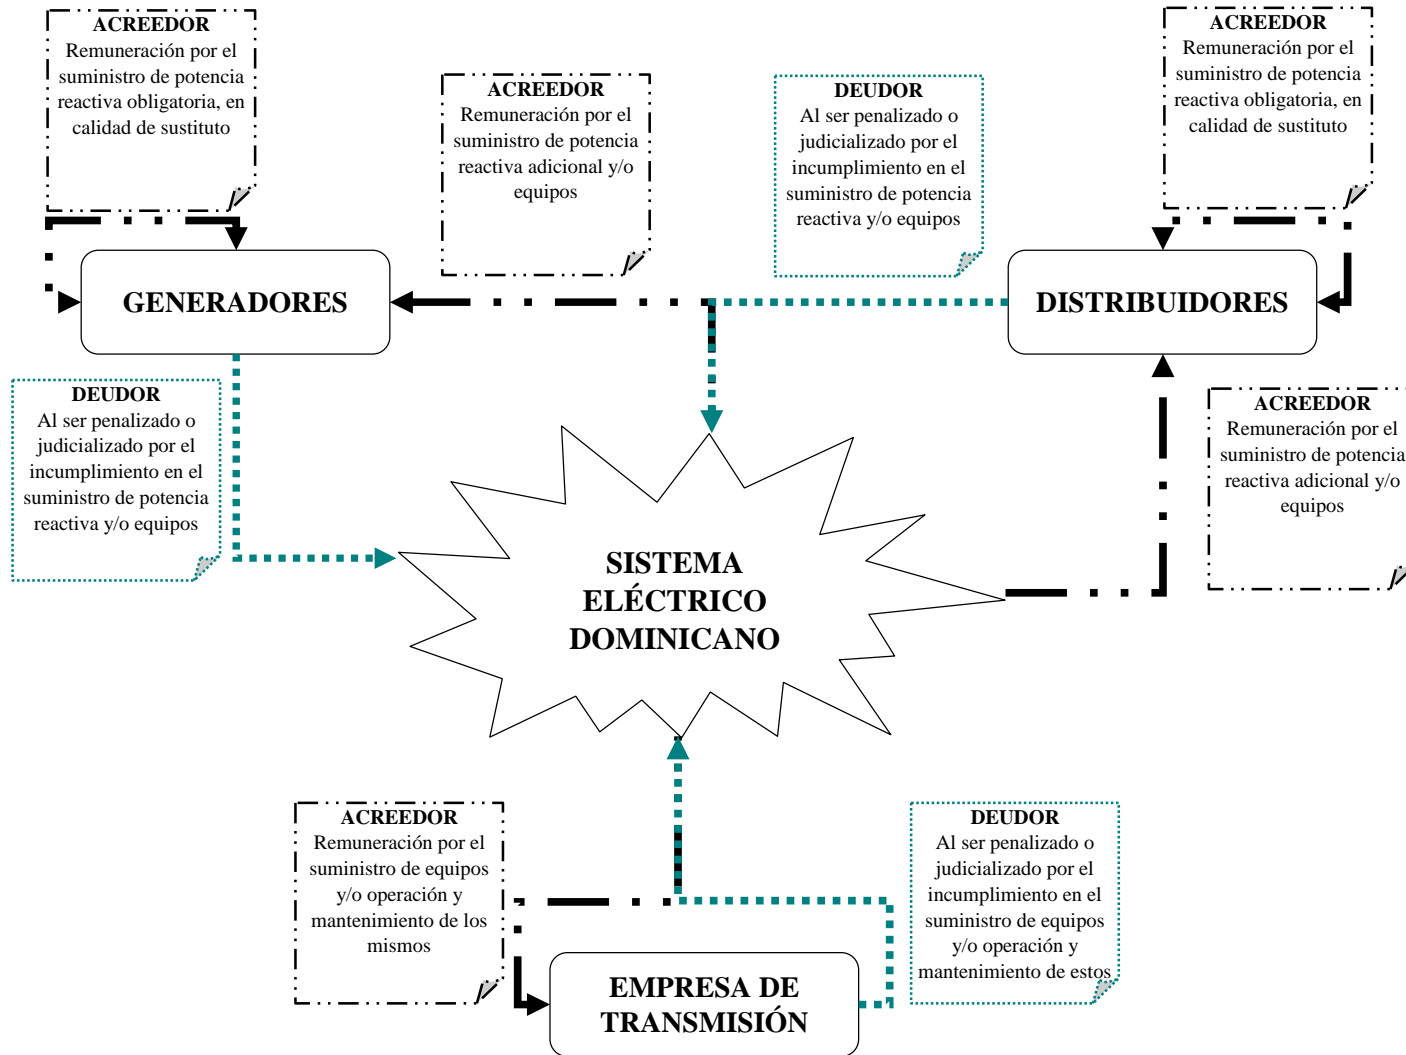 ACREEDOR
Remuneración por el
suministro de potencia
reactiva obligatoria, en
calidad de sustituto
ACREEDOR
Remuneración por el
suministro de potencia
reactiva adicional y/o
equipos
DEUDOR
Al ser penalizado o
judicializado por el
incumplimiento en el
suministro de potencia
reactiva y/o equipos
ACREEDOR
Remuneración por el
suministro de potencia
reactiva obligatoria, en
calidad de sustituto
GENERADORES
DISTRIBUIDORES
DEUDOR
Al ser penalizado o
judicializado por el
incumplimiento en el
suministro de potencia
reactiva y/o equipos
ACREEDOR
Remuneración por el
suministro de potencia
reactiva adicional y/o
equipos
SISTEMA
ELÉCTRICO
DOMINICANO
ACREEDOR
Remuneración por el
suministro de equipos
y/o operación y
mantenimiento de los
mismos
DEUDOR
Al ser penalizado o
judicializado por el
incumplimiento en el
suministro de equipos
y/o operación y
mantenimiento de estos
EMPRESA DE
TRANSMISIÓN